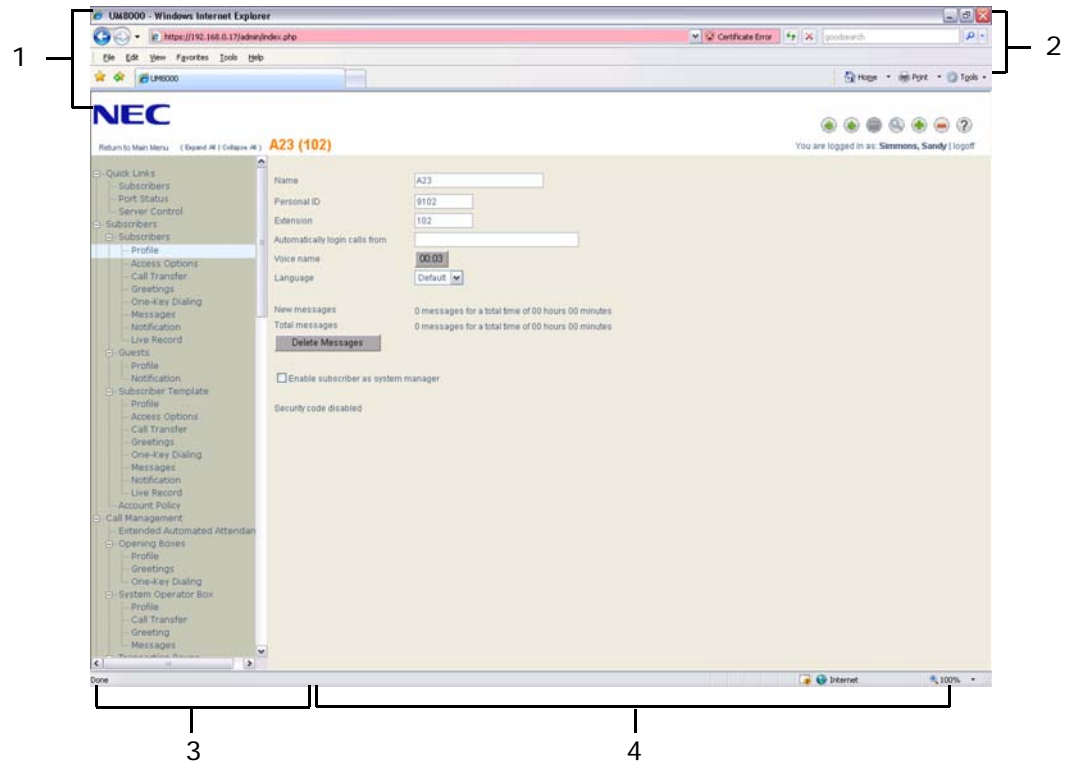 UM8000 - Windows Internet Explorer
1
2
https://192.168.0.17/admin/index.php
Certificate Error
goodsearch
File Edit View Favorites Tools Help
UM8000
Home Print Tools
NEC
Return to Main Menu ( Expand All | Collapse All )
A23 (102)
You are logged in as: Simmons, Sandy | logoff
Quick Links
Subscribers
Port Status
Server Control
Subscribers
Subscribers
Profile
Access Options
Call Transfer
Greetings
One-Key Dialing
Messages
Notification
Live Record
Guests
Profile
Notification
Subscriber Template
Profile
Access Options
Call Transfer
Greetings
One-Key Dialing
Messages
Notification
Live Record
Account Policy
Call Management
Extended Automated Attendan
Opening Boxes
Profile
Greetings
One-Key Dialing
System Operator Box
Profile
Call Transfer
Greeting
Messages
Name A23
Personal ID 9102
Extension 102
Automatically login calls from
Voice name 00:03
Language Default
New messages 0 messages for a total time of 00 hours 00 minutes
Total messages 0 messages for a total time of 00 hours 00 minutes
Delete Messages
Enable subscriber as system manager
Security code disabled
Done
Internet
100%
3
4